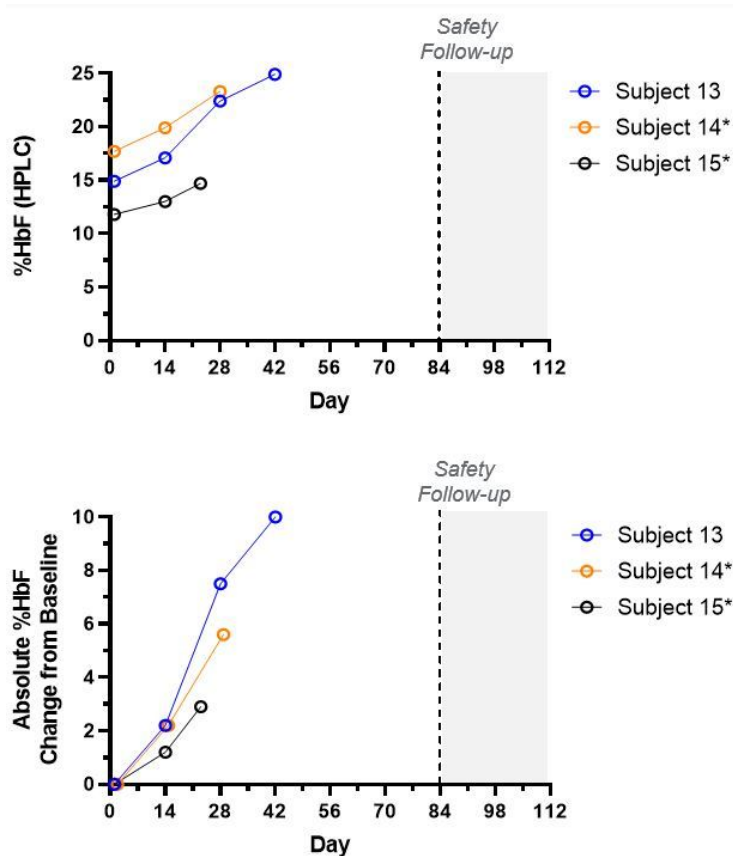 Safety
Follow-up
25
20
15
10
5
0
%HbF (HPLC)
0 14 28 42 56 70 84 98 112
Day
Subject 13
Subject 14*
Subject 15*
Safety
Follow-up
10
8
6
4
2
0
Absolute %HbF
Change from Baseline
0 14 28 42 56 70 84 98 112
Day
Subject 13
Subject 14*
Subject 15*